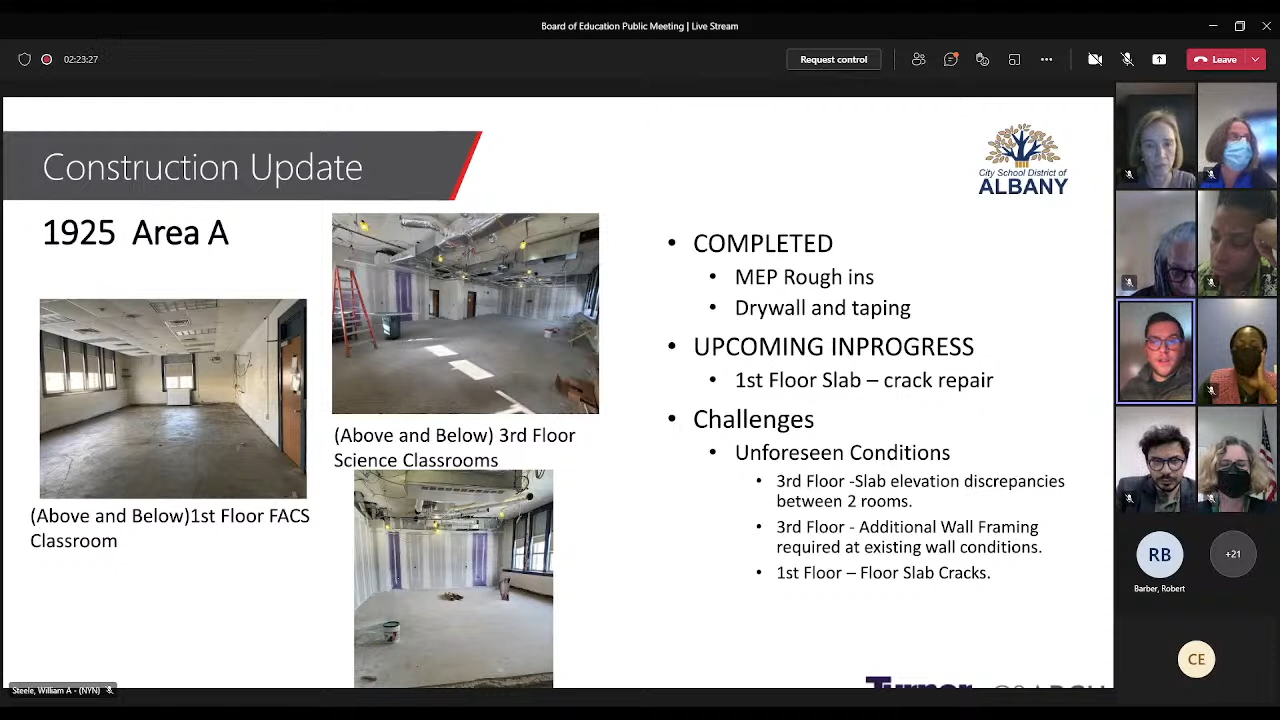 Board of Education Public Meeting | Live Stream
02:23:27
Request control
Leave
Construction Update
City School District of
ALBANY
1925 Area A
(Above and Below) 3rd Floor
Science Classrooms
(Above and Below)1st Floor FACS
Classroom
• COMPLETED
• MEP Rough ins
• Drywall and taping
• UPCOMING INPROGRESS
• 1st Floor Slab – crack repair
• Challenges
• Unforeseen Conditions
• 3rd Floor -Slab elevation discrepancies
between 2 rooms.
• 3rd Floor - Additional Wall Framing
required at existing wall conditions.
• 1st Floor – Floor Slab Cracks.
RB
+21
Barber, Robert
CE
Steele, William A - (NYN)
Turner